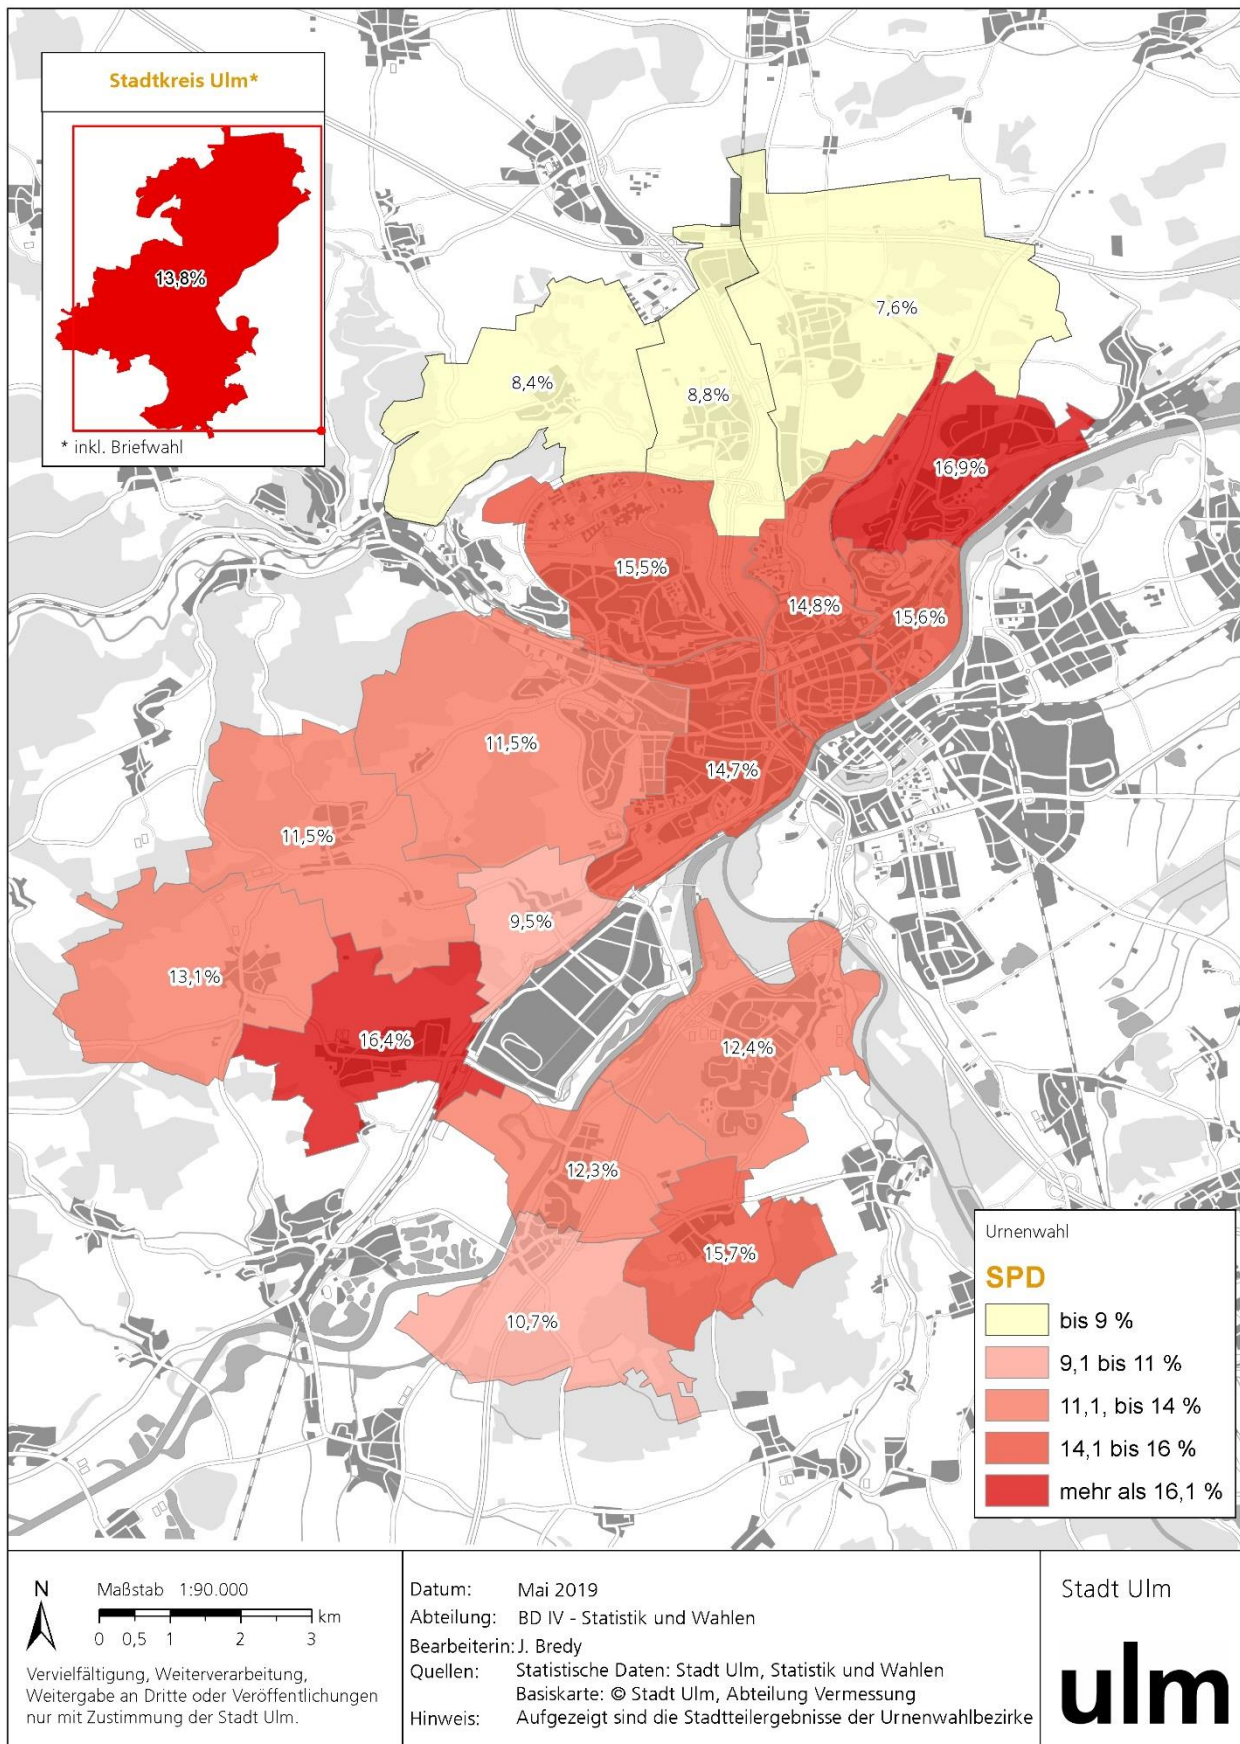 Stadtkreis Ulm*
13,8%
* inkl. Briefwahl
7,6%
8,4%
8,8%
16,9%
15,5%
14,8%
15,6%
11,5%
14,7%
11,5%
9,5%
13,1%
16,4%
12,4%
12,3%
15,7%
10,7%
Urnenwahl
SPD
bis 9 %
9,1 bis 11 %
11,1, bis 14 %
14,1 bis 16 %
mehr als 16,1 %
N
Maßstab 1:90.000
km
0 0,5 1 2 3
Vervielfältigung, Weiterverarbeitung,
Weitergabe an Dritte oder Veröffentlichungen
nur mit Zustimmung der Stadt Ulm.
Datum: Mai 2019
Abteilung: BD IV - Statistik und Wahlen
Bearbeiterin: J. Bredy
Quellen: Statistische Daten: Stadt Ulm, Statistik und Wahlen
Basiskarte: © Stadt Ulm, Abteilung Vermessung
Hinweis: Aufgezeigt sind die Stadtteilergebnisse der Urnenwahlbezirke
Stadt Ulm
ulm